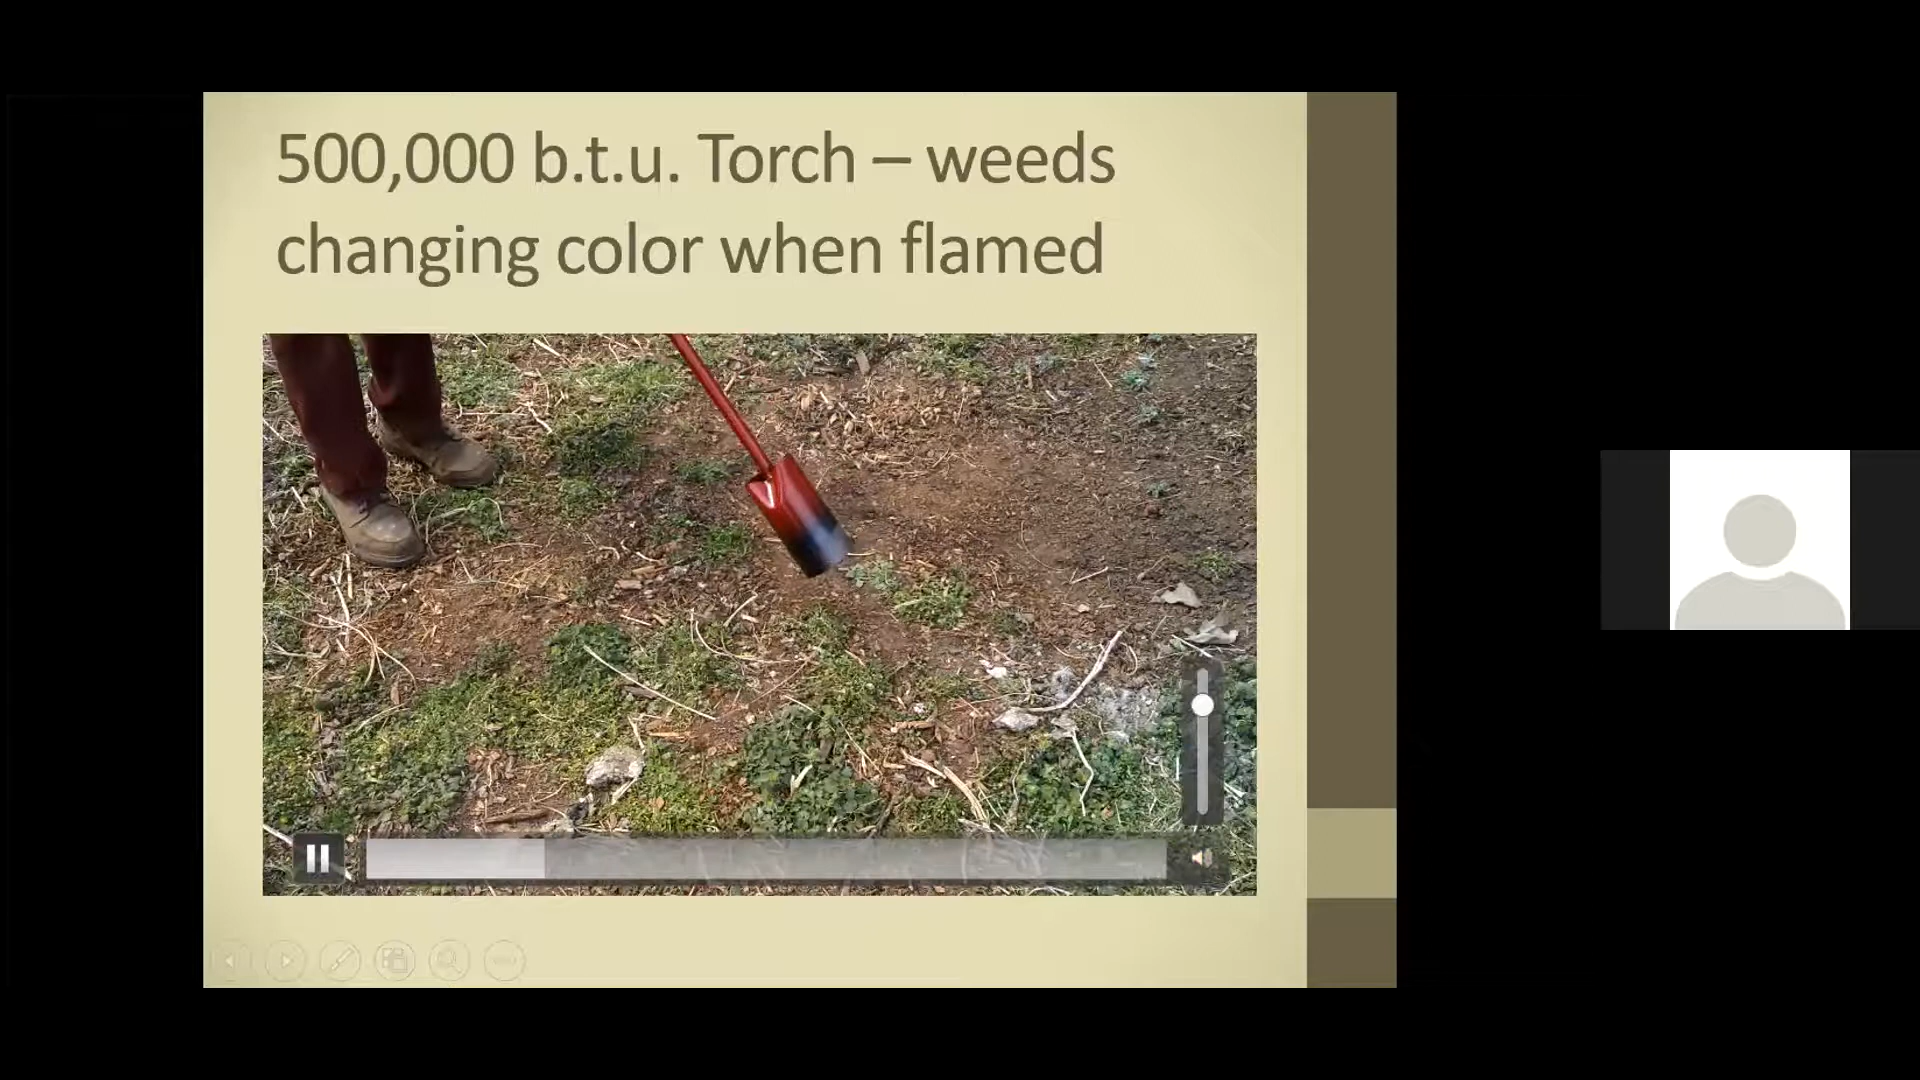 500,000 b.t.u. Torch – weeds
changing color when flamed